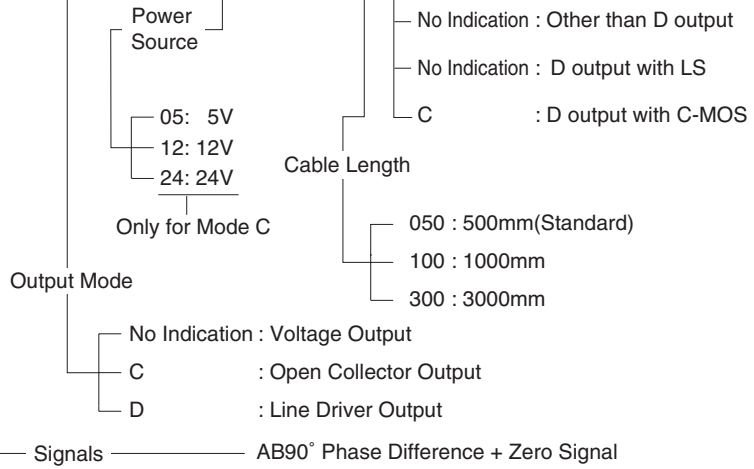 Power
Source
No Indication : Other than D output
No Indication : D output with LS
C : D output with C-MOS
05: 5V
12: 12V
24: 24V
Only for Mode C
Cable Length
050 : 500mm(Standard)
100 : 1000mm
300 : 3000mm
Output Mode
No Indication : Voltage Output
C : Open Collector Output
D : Line Driver Output
Signals AB90˚ Phase Difference + Zero Signal